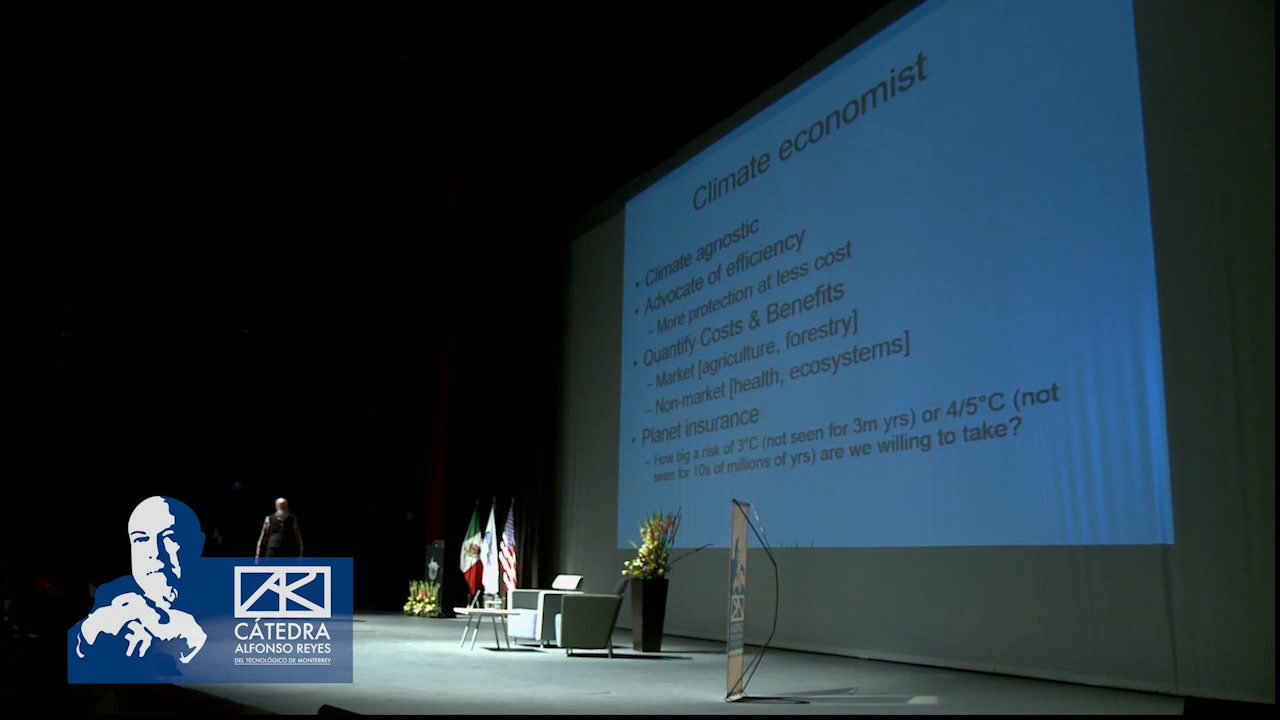 Climate economist
• Climate agnostic
• Advocate of efficiency
– More protection at less cost
• Quantify Costs & Benefits
– Market [agriculture, forestry]
– Non-market [health, ecosystems]
• Planet insurance
– How big a risk of 3°C (not seen for 3m yrs) or 4/5°C (not
seen for 10s of millions of yrs) are we willing to take?
CÁTEDRA
ALFONSO REYES
DEL TECNOLÓGICO DE MONTERREY